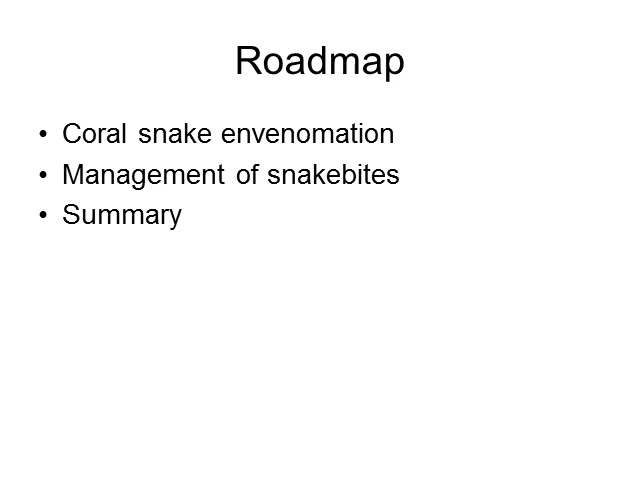 Roadmap
• Coral snake envenomation
• Management of snakebites
• Summary